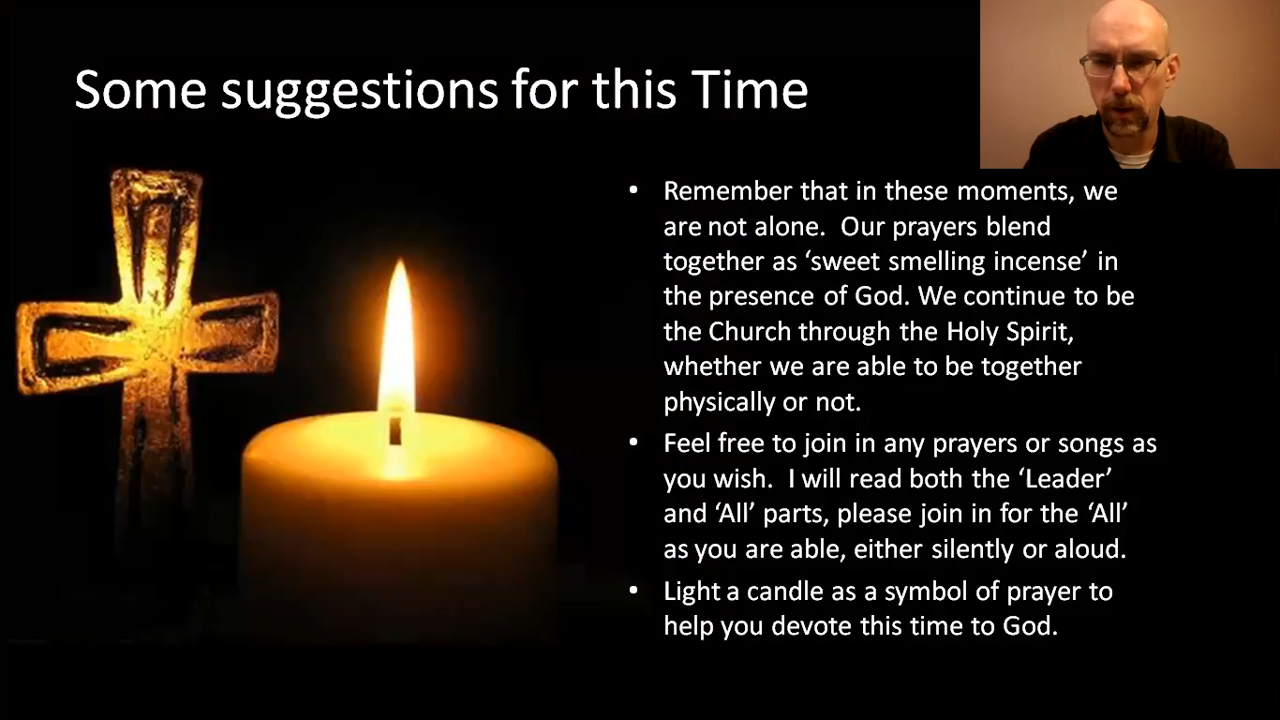 Some suggestions for this Time
• Remember that in these moments, we
are not alone.  Our prayers blend
together as ‘sweet smelling incense’ in
the presence of God. We continue to be
the Church through the Holy Spirit,
whether we are able to be together
physically or not.
• Feel free to join in any prayers or songs as
you wish.  I will read both the ‘Leader’
and ‘All’ parts, please join in for the ‘All’
as you are able, either silently or aloud.
• Light a candle as a symbol of prayer to
help you devote this time to God.